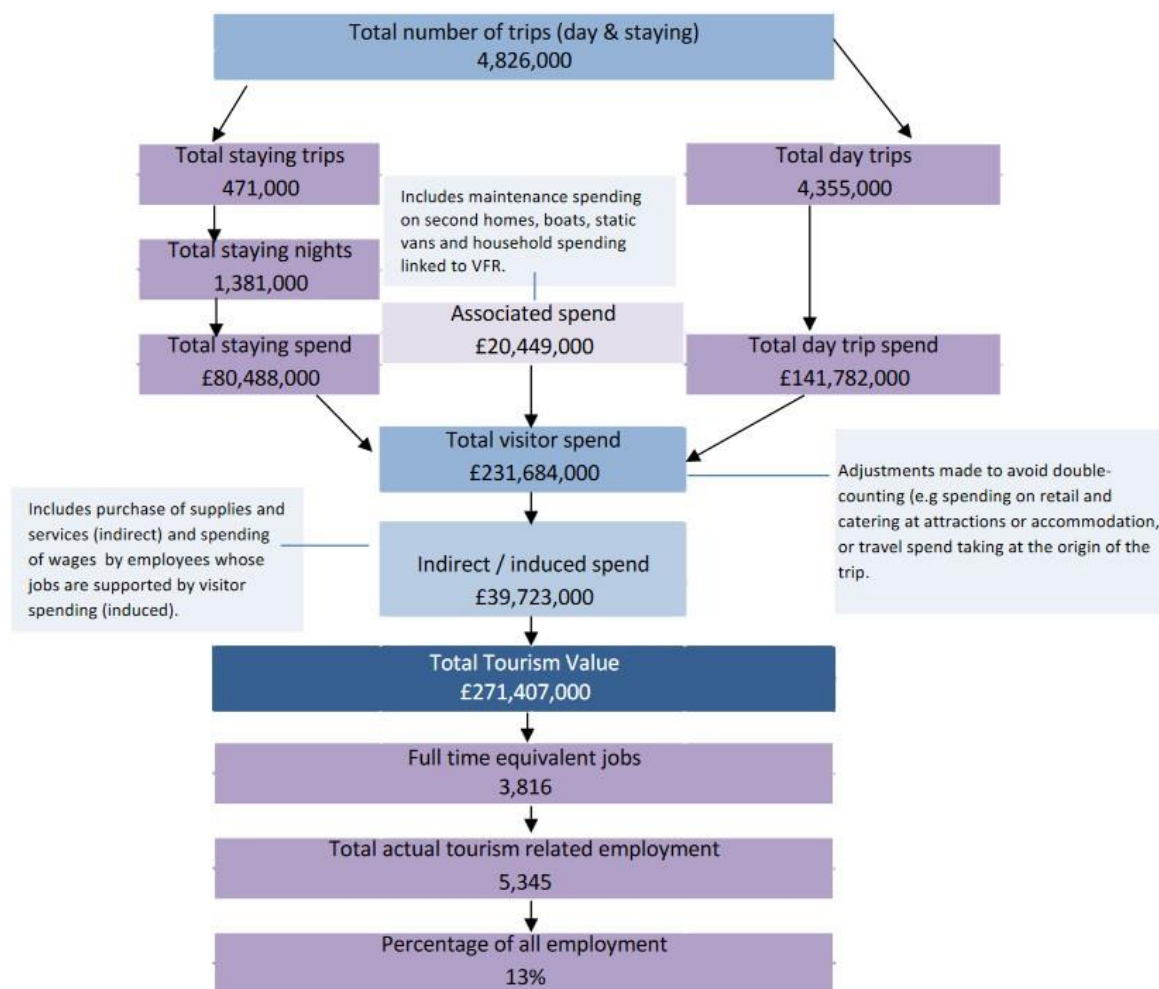 Total number of trips (day & staying)
4,826,000
Total staying trips
471,000
Total day trips
4,355,000
Includes maintenance spending
on second homes, boats, static
vans and household spending
linked to VFR.
Total staying nights
1,381,000
Associated spend
£20,449,000
Total staying spend
£80,488,000
Total day trip spend
£141,782,000
Total visitor spend
£231,684,000
Adjustments made to avoid double-
counting (e.g spending on retail and
catering at attractions or accommodation,
or travel spend taking at the origin of the
trip.
Includes purchase of supplies and
services (indirect) and spending
of wages by employees whose
jobs are supported by visitor
spending (induced).
Indirect / induced spend
£39,723,000
Total Tourism Value
£271,407,000
Full time equivalent jobs
3,816
Total actual tourism related employment
5,345
Percentage of all employment
13%